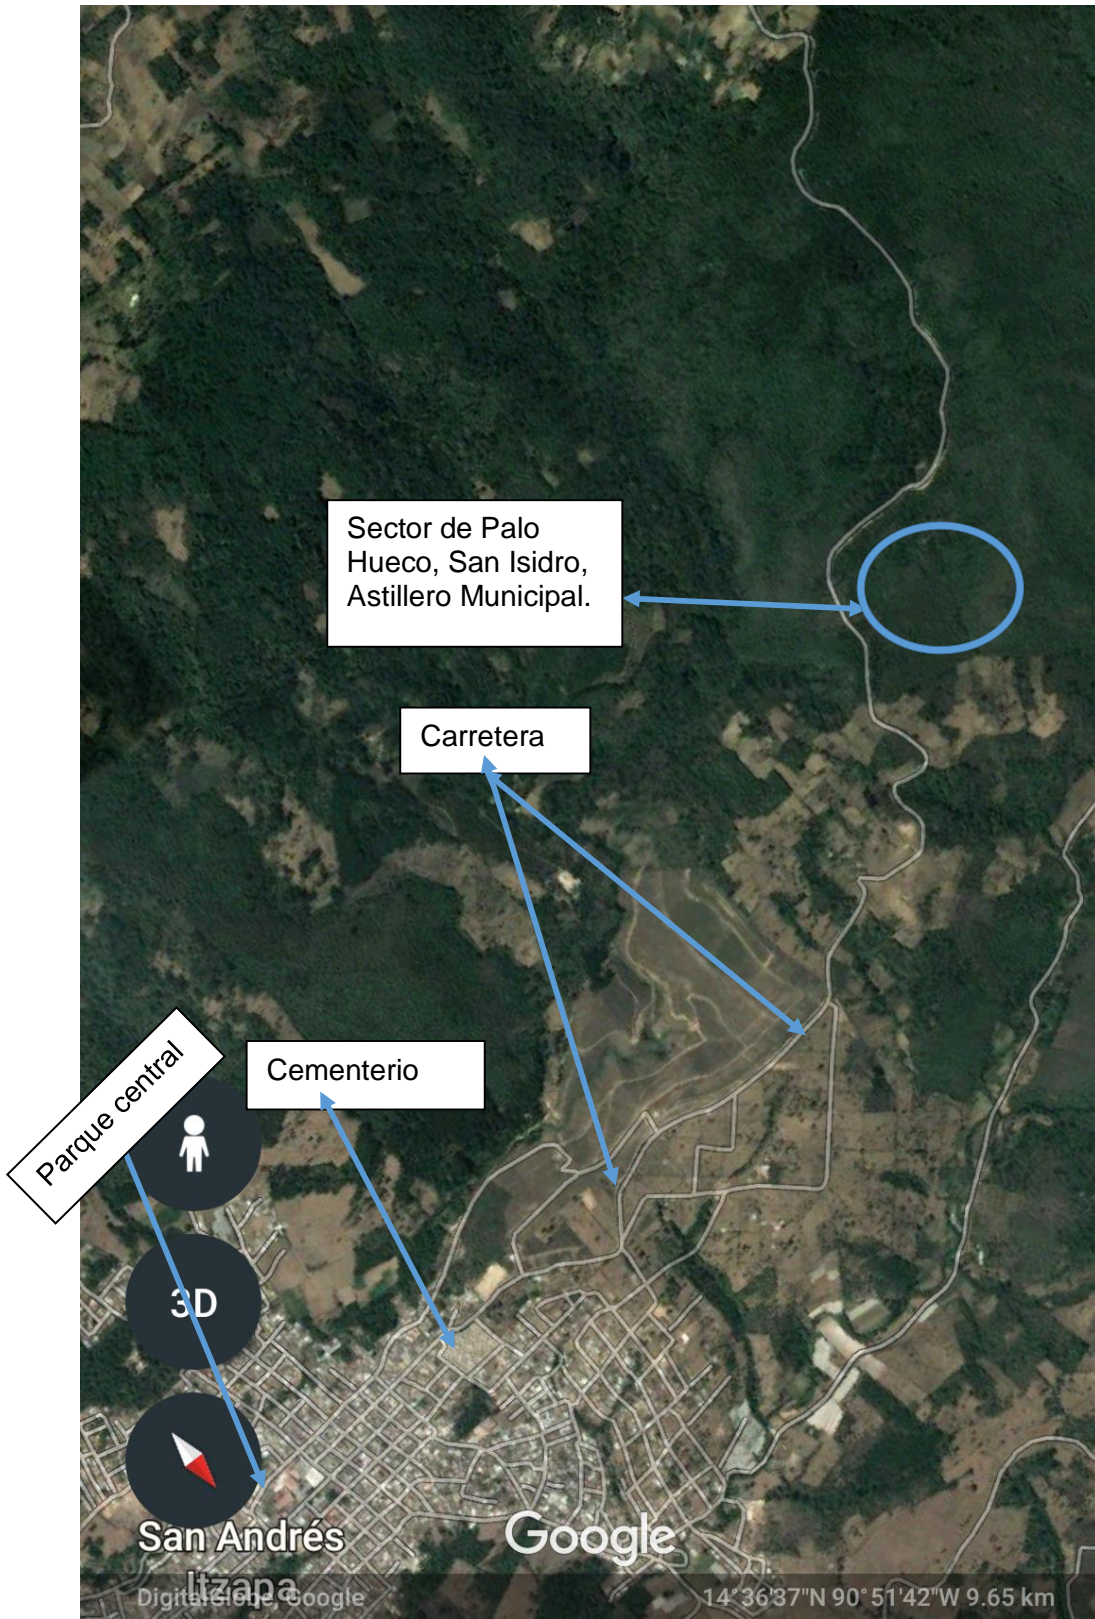 Sector de Palo
Hueco, San Isidro,
Astillero Municipal.
Carretera
Parque central
Cementerio
3D
San Andrés
Itzapa
Google
DigitalGlobe, Google
14°36'37"N 90°51'42"W 9.65 km